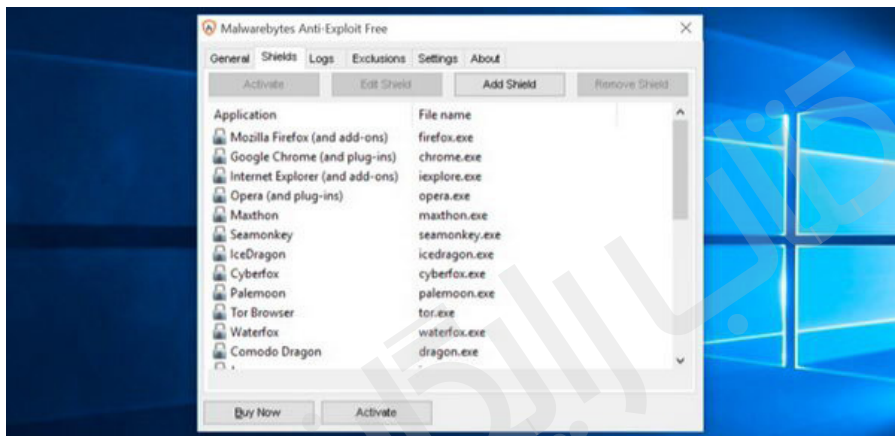 Malwarebytes Anti-Exploit Free
General Shields Logs Exclusions Settings About
Activate Edit Shield Add Shield Remove Shield
Application File name
Mozilla Firefox (and add-ons) firefox.exe
Google Chrome (and plug-ins) chrome.exe
Internet Explorer (and add-ons) iexplore.exe
Opera (and plug-ins) opera.exe
Maxthon maxthon.exe
Seamonkey seamonkey.exe
IceDragon icedragon.exe
Cyberfox cyberfox.exe
Palemoon palemoon.exe
Tor Browser tor.exe
Waterfox waterfox.exe
Comodo Dragon dragon.exe
Buy Now Activate